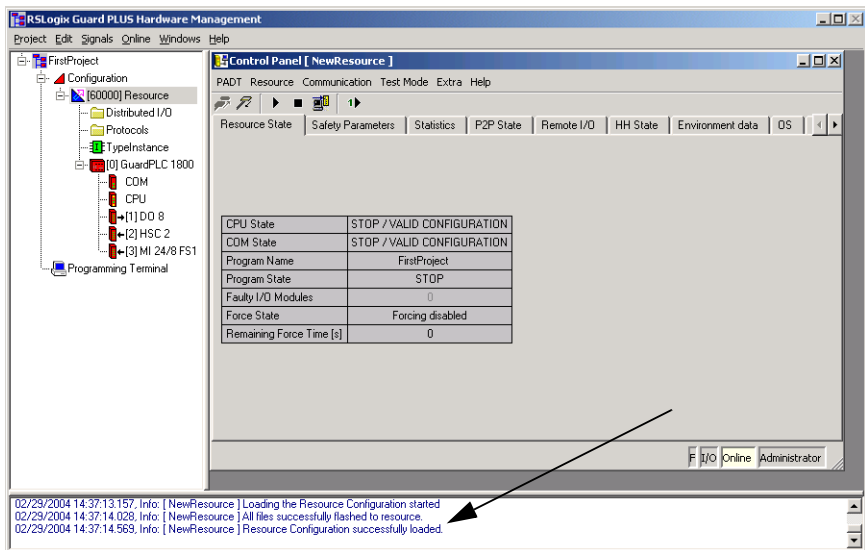 RSLogix Guard PLUS Hardware Management
Project Edit Signals Online Windows Help
FirstProject
Configuration
[60000] Resource
Distributed I/O
Protocols
TypeInstance
[0] GuardPLC 1800
COM
CPU
[1] DO 8
[2] HSC 2
[3] MI 24/8 FS1
Programming Terminal
Control Panel [ NewResource ]
PADT Resource Communication Test Mode Extra Help
Resource State Safety Parameters Statistics P2P State Remote I/O HH State Environment data OS
CPU State STOP / VALID CONFIGURATION
COM State STOP / VALID CONFIGURATION
Program Name FirstProject
Program State STOP
Faulty I/O Modules 0
Force State Forcing disabled
Remaining Force Time [s] 0
F I/O Online Administrator
02/29/2004 14:37:13.157, Info: [ NewResource ] Loading the Resource Configuration started
02/29/2004 14:37:14.028, Info: [ NewResource ] All files successfully flashed to resource.
02/29/2004 14:37:14.569, Info: [ NewResource ] Resource Configuration successfully loaded.